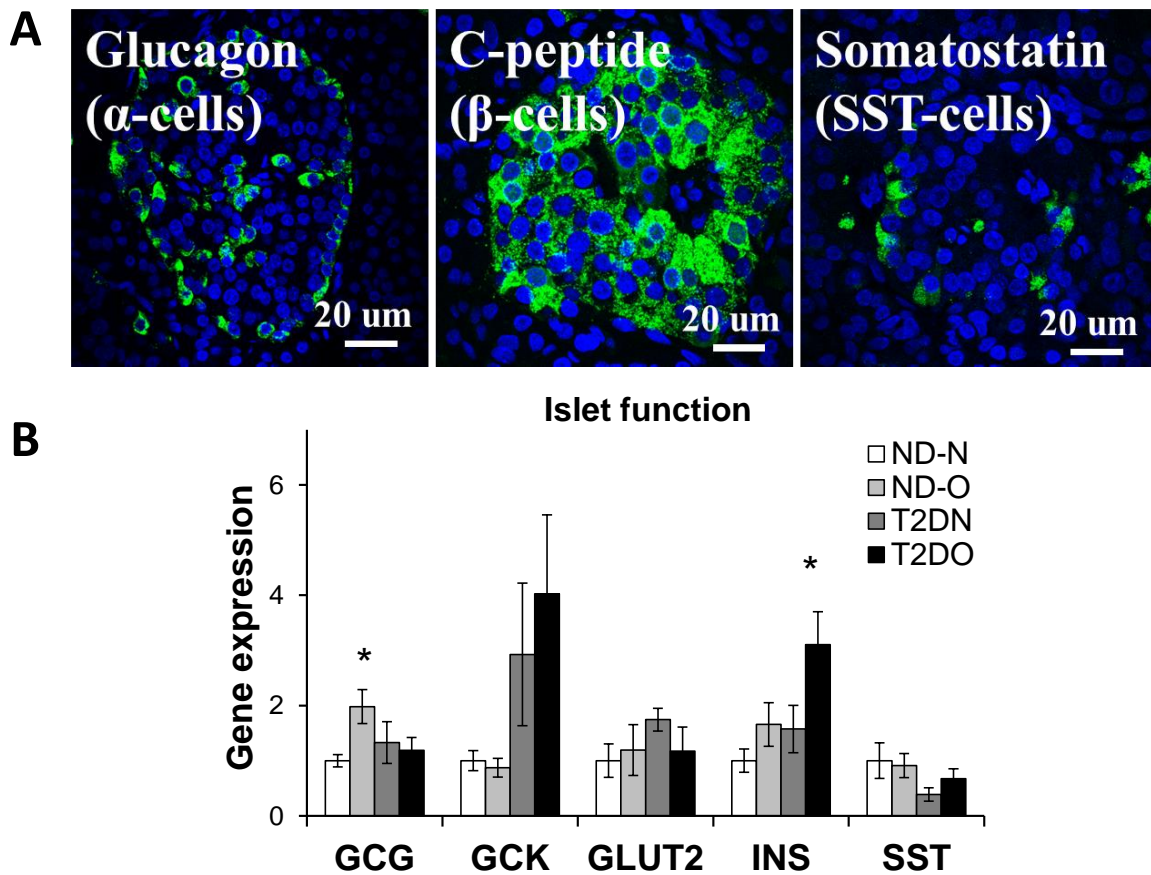 A
Glucagon
(α-cells)
20 um
C-peptide
(β-cells)
20 um
Somatostatin
(SST-cells)
20 um
B
Islet function
Gene expression
6
4
2
0
*
*
ND-N
ND-O
T2DN
T2DO
GCG GCK GLUT2 INS SST